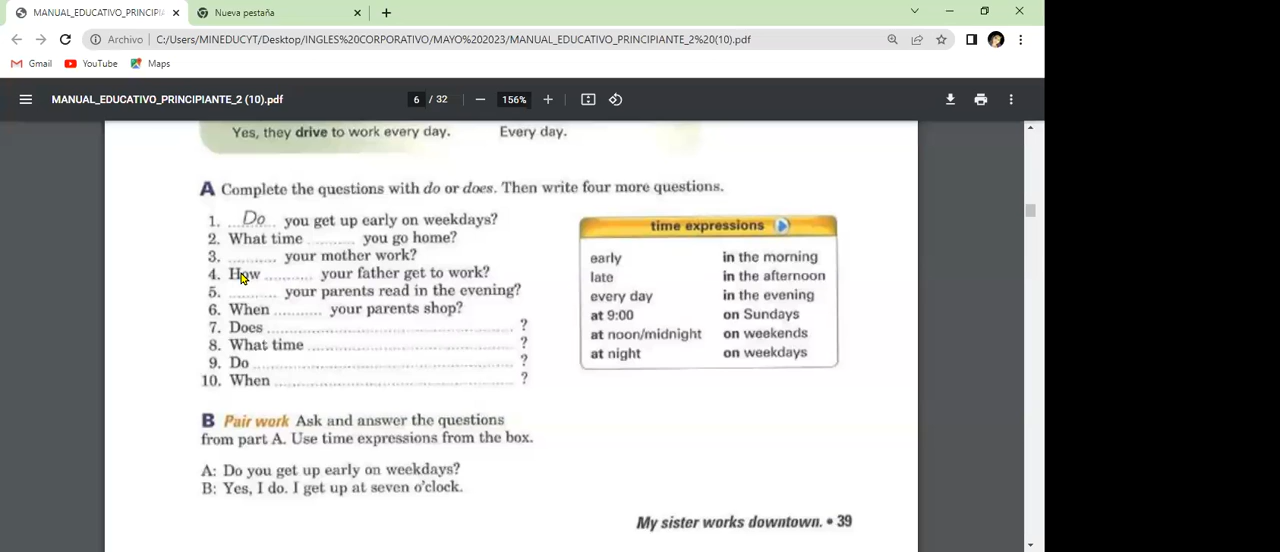 MANUAL_EDUCATIVO_PRINCIPIA
Nueva pestaña
Archivo C:/Users/MINEDUCYT/Desktop/INGLES%20CORPORATIVO/MAYO%202023/MANUAL_EDUCATIVO_PRINCIPIANTE_2%20(10).pdf
Gmail YouTube Maps
MANUAL_EDUCATIVO_PRINCIPIANTE_2 (10).pdf 6 / 32 156%
Yes, they drive to work every day. Every day.
A Complete the questions with do or does. Then write four more questions.
1. Do you get up early on weekdays?
2. What time .......... you go home?
3. .......... your mother work?
4. How .......... your father get to work?
5. .......... your parents read in the evening?
6. When .......... your parents shop?
7. Does .......... ?
8. What time .......... ?
9. Do .......... ?
10. When .......... ?
time expressions
early in the morning
late in the afternoon
every day in the evening
at 9:00 on Sundays
at noon/midnight on weekends
at night on weekdays
B Pair work Ask and answer the questions
from part A. Use time expressions from the box.
A: Do you get up early on weekdays?
B: Yes, I do. I get up at seven o'clock.
My sister works downtown. • 39